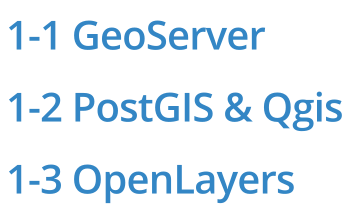 1-1 GeoServer
1-2 PostGIS & Qgis
1-3 OpenLayers